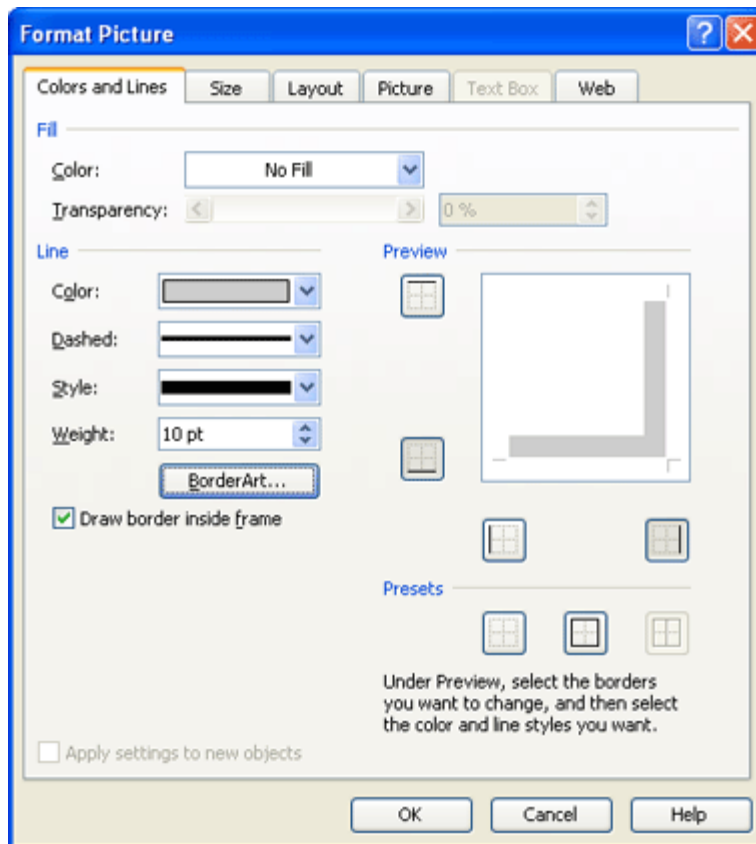 Format Picture
Colors and Lines
Size
Layout
Picture
Text Box
Web
Fill
Color:
No Fill
Transparency:
0 %
Line
Color:
Dashed:
Style:
Weight:
10 pt
BorderArt...
Draw border inside frame
Preview
Presets
Under Preview, select the borders
you want to change, and then select
the color and line styles you want.
Apply settings to new objects
OK
Cancel
Help